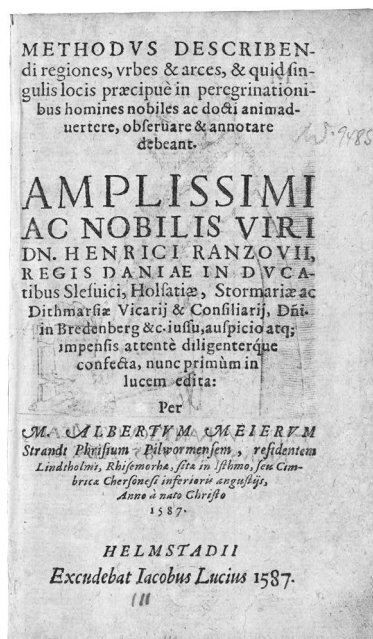 METHODVS DESCRIBEN-
di regiones, vrbes & arces, & quid sin-
gulis locis præcipuè in peregrinationi-
bus homines nobiles ac docti animad-
uertere, obseruare & annotare
debeant.
W. 9485
AMPLISSIMI
AC NOBILIS VIRI
DN. HENRICI RANZOVII,
REGIS DANIAE IN DVCA-
tibus Slesuici, Holsatiæ, Stormariæ ac
Dithmarsiæ Vicarij & Consiliarij, Dñi.
in Bredenberg &c. iussu, auspicio atq;
impensis attentè diligenterq́ue
confecta, nunc primùm in
lucem edita:
Per
M. ALBERTVM MEIERVM
Strandt Phrisium Pilwormensem, residentem
Lindtholmi, Rhisemorhæ, sitæ in Isthmo, seu Cim-
bricæ Chersonesi inferioris angustijs,
Anno à nato Christo
1587.
HELMSTADII
Excudebat Iacobus Lucius 1587.